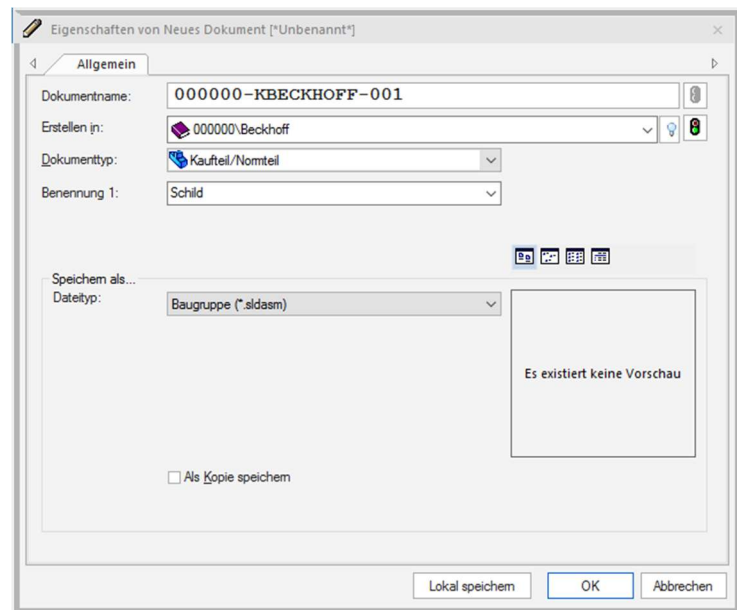 Eigenschaften von Neues Dokument [*Unbenannt*]
Allgemein
Dokumentname: 000000-KBECKHOFF-001
Erstellen in: 000000\Beckhoff
Dokumenttyp: Kaufteil/Normteil
Benennung 1: Schild
Speichern als...
Dateityp: Baugruppe (*.sldasm)
Es existiert keine Vorschau
Als Kopie speichern
Lokal speichern OK Abbrechen